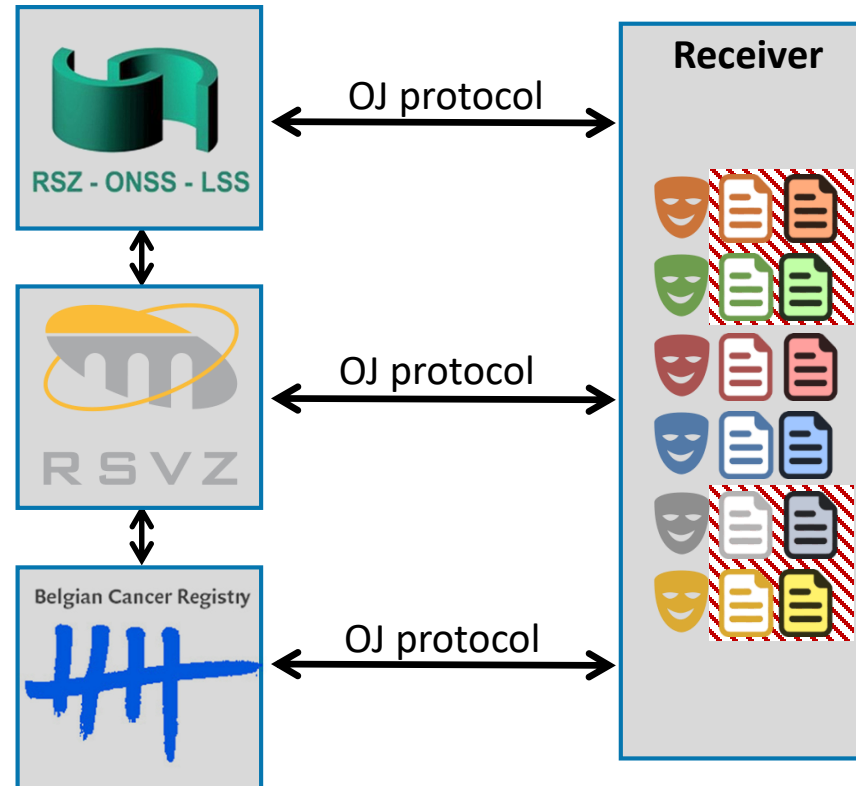 Receiver
OJ protocol
RSZ - ONSS - LSS
OJ protocol
RSVZ
Belgian Cancer Registry
OJ protocol